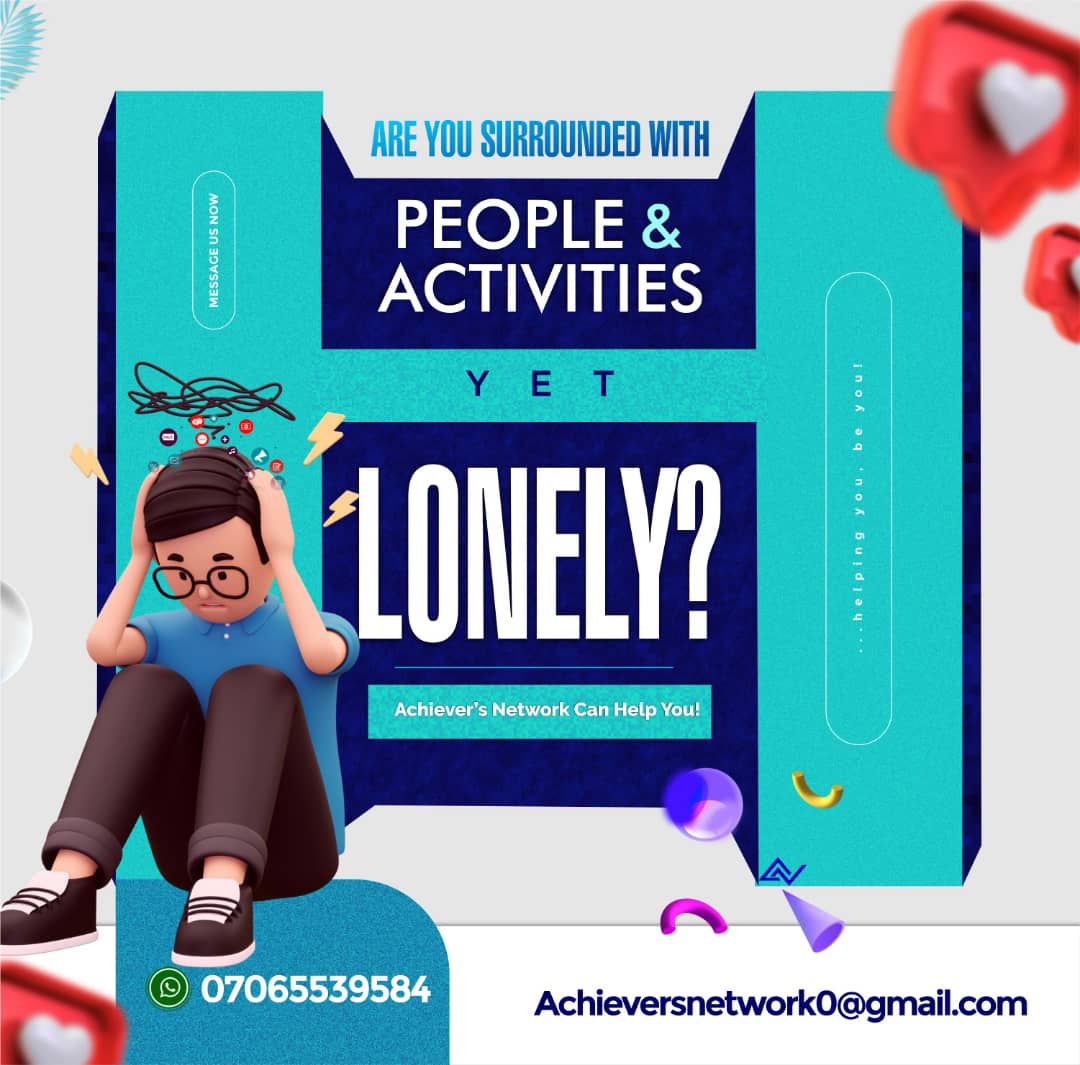 ARE YOU SURROUNDED WITH
PEOPLE &
ACTIVITIES
YET
LONELY?
Achiever's Network Can Help You!
MESSAGE US NOW
...helping you, be you!
07065539584
Achieversnetwork0@gmail.com